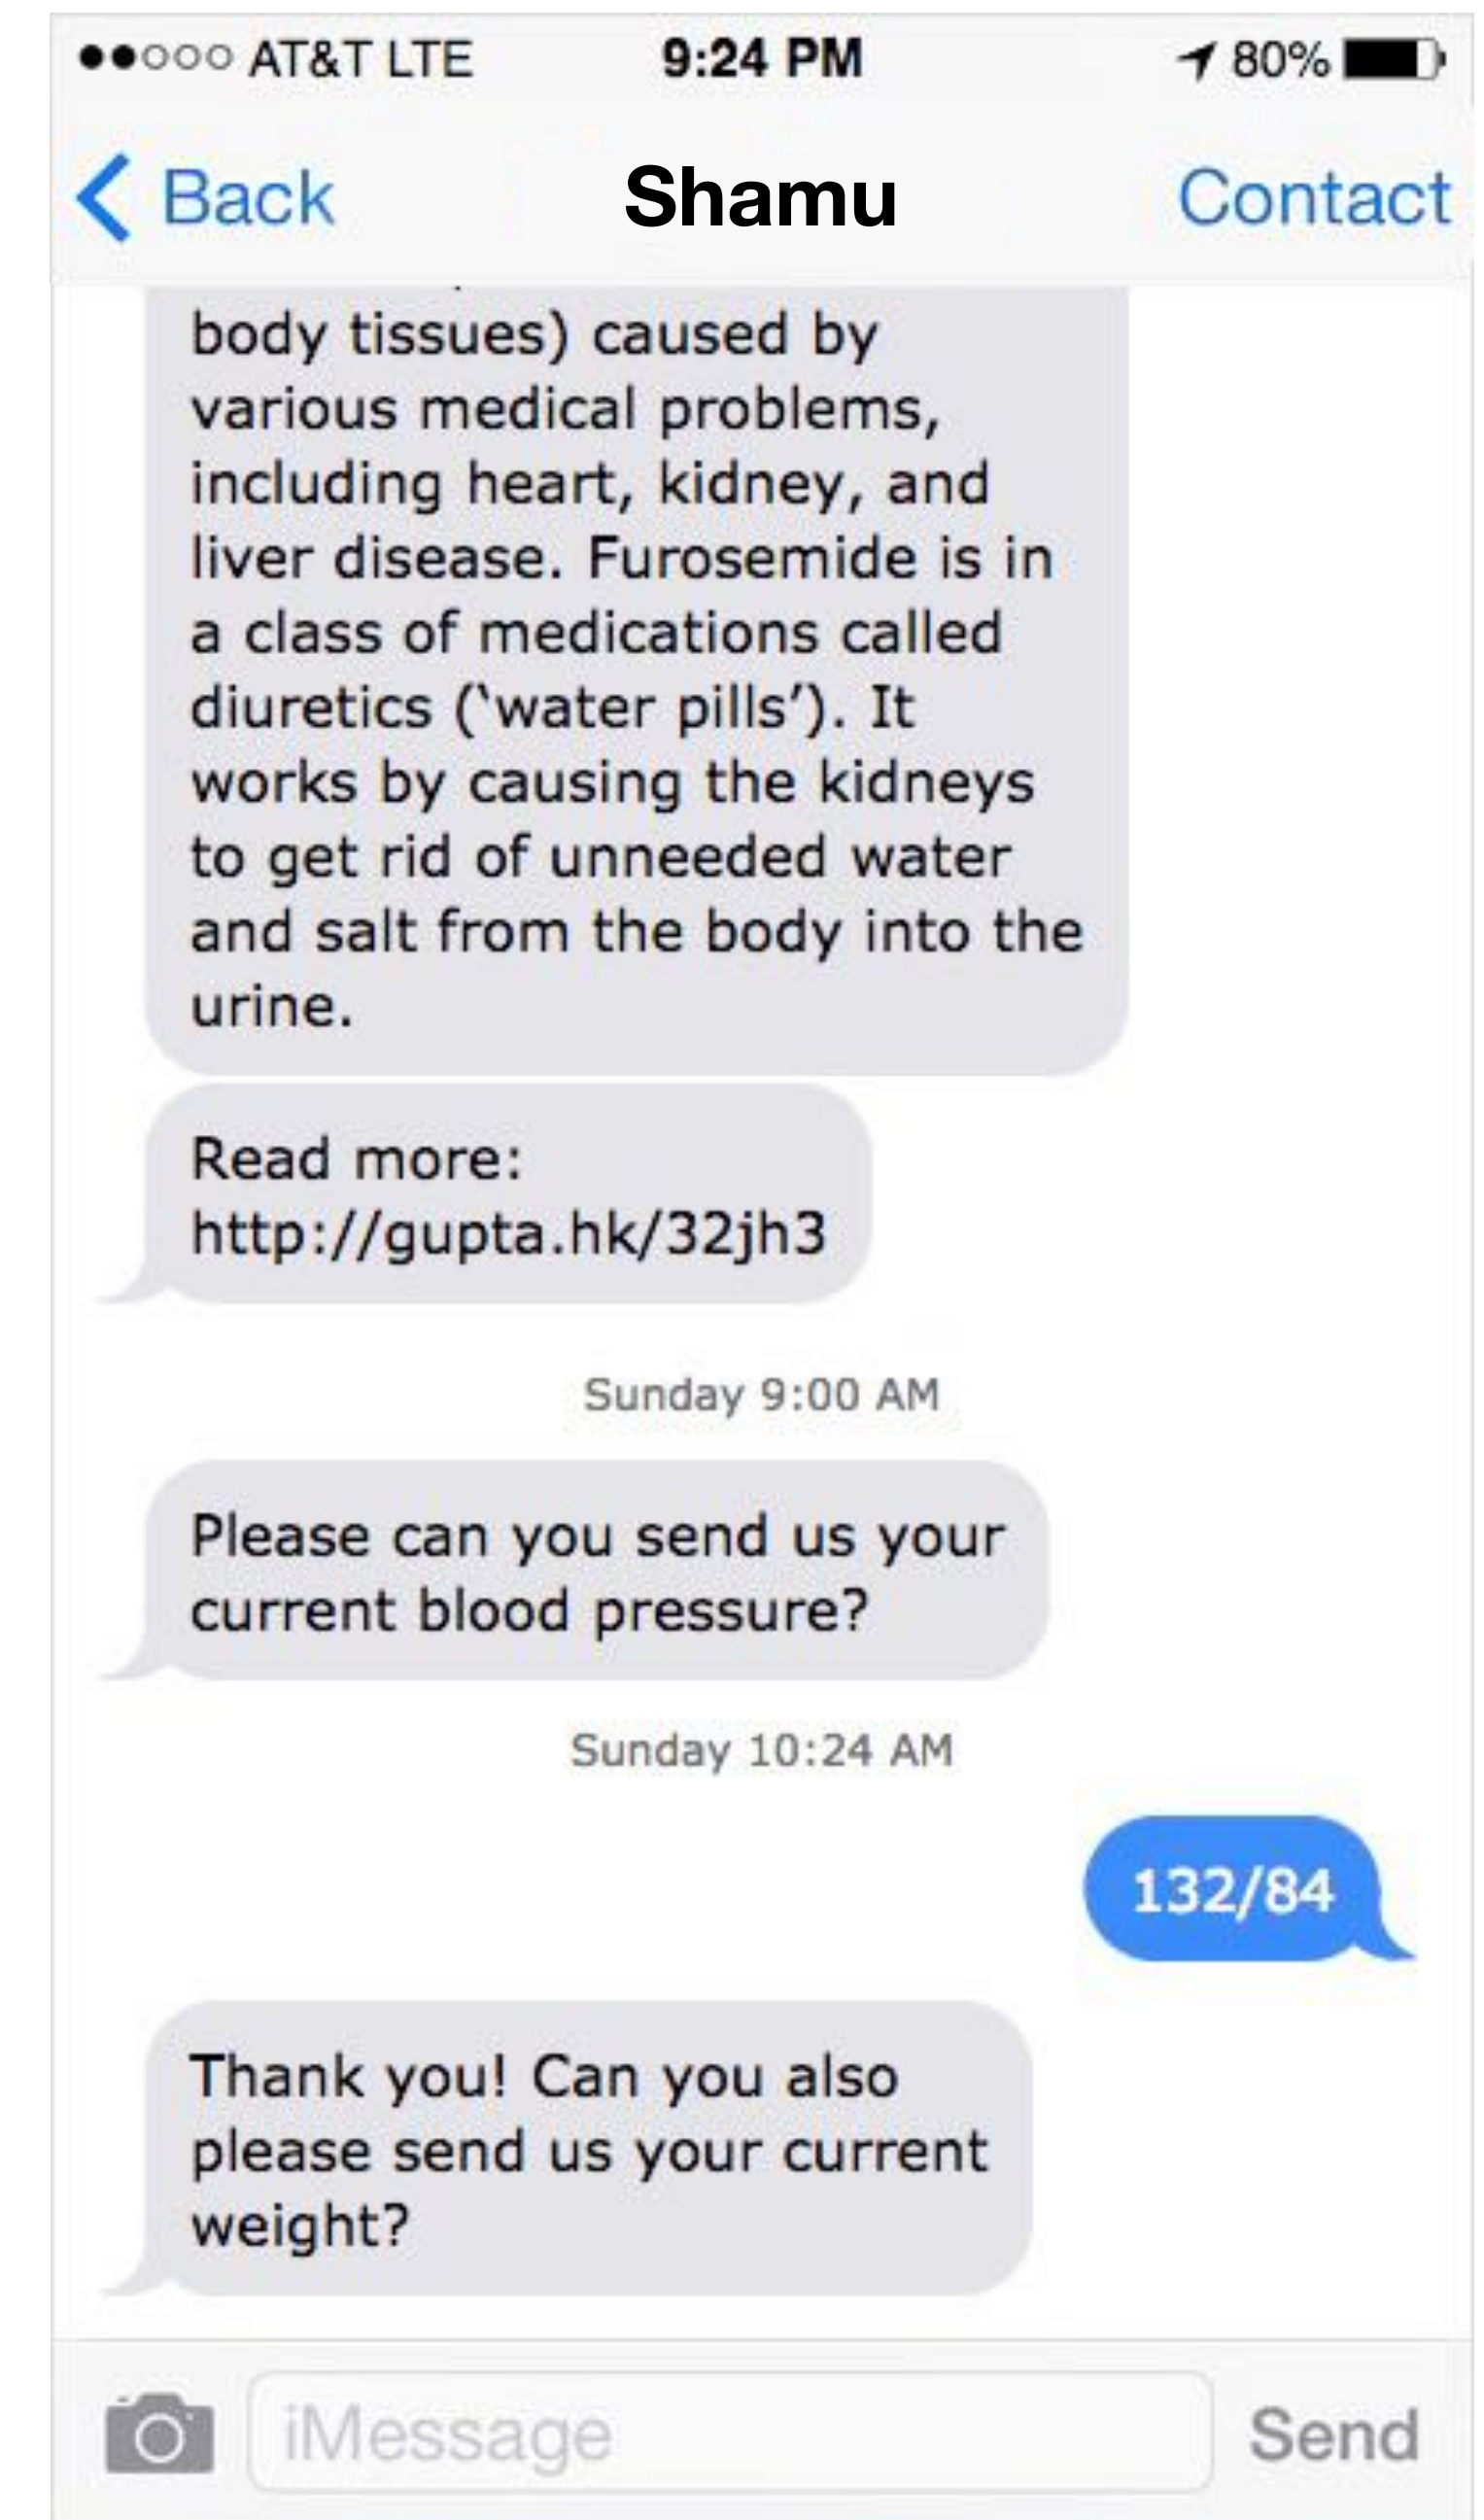 AT&T LTE 9:24 PM 80%
Back Shamu Contact
body tissues) caused by
various medical problems,
including heart, kidney, and
liver disease. Furosemide is in
a class of medications called
diuretics (‘water pills’). It
works by causing the kidneys
to get rid of unneeded water
and salt from the body into the
urine.
Read more:
http://gupta.hk/32jh3
Sunday 9:00 AM
Please can you send us your
current blood pressure?
Sunday 10:24 AM
132/84
Thank you! Can you also
please send us your current
weight?
iMessage Send